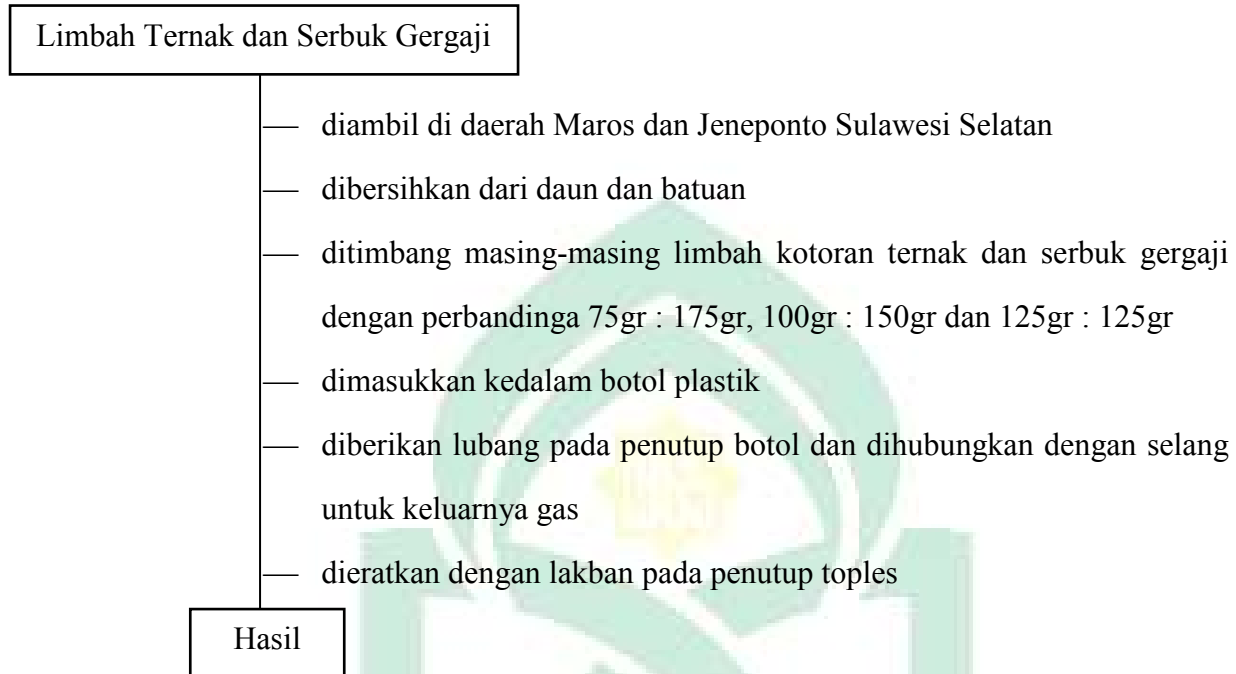 Limbah Ternak dan Serbuk Gergaji
— diambil di daerah Maros dan Jeneponto Sulawesi Selatan
— dibersihkan dari daun dan batuan
— ditimbang masing-masing limbah kotoran ternak dan serbuk gergaji
dengan perbandinga 75gr : 175gr, 100gr : 150gr dan 125gr : 125gr
— dimasukkan kedalam botol plastik
— diberikan lubang pada penutup botol dan dihubungkan dengan selang
untuk keluarnya gas
— dieratkan dengan lakban pada penutup toples
Hasil